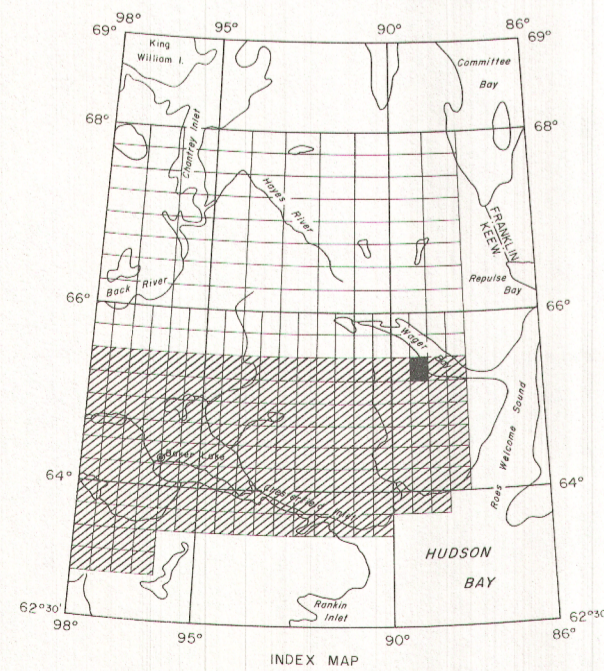 98°
95°
90°
86°
69°
69°
King
William I.
Committee
Bay
68°
68°
Chantrey Inlet
Hayes River
FRANKLIN
KEEW.
Back River
Repulse
Bay
66°
66°
Wager Bay
Baker Lake
64°
64°
Chesterfield Inlet
Roes Welcome Sound
HUDSON
BAY
Rankin
Inlet
62°30'
62°30'
98°
95°
90°
86°
INDEX MAP